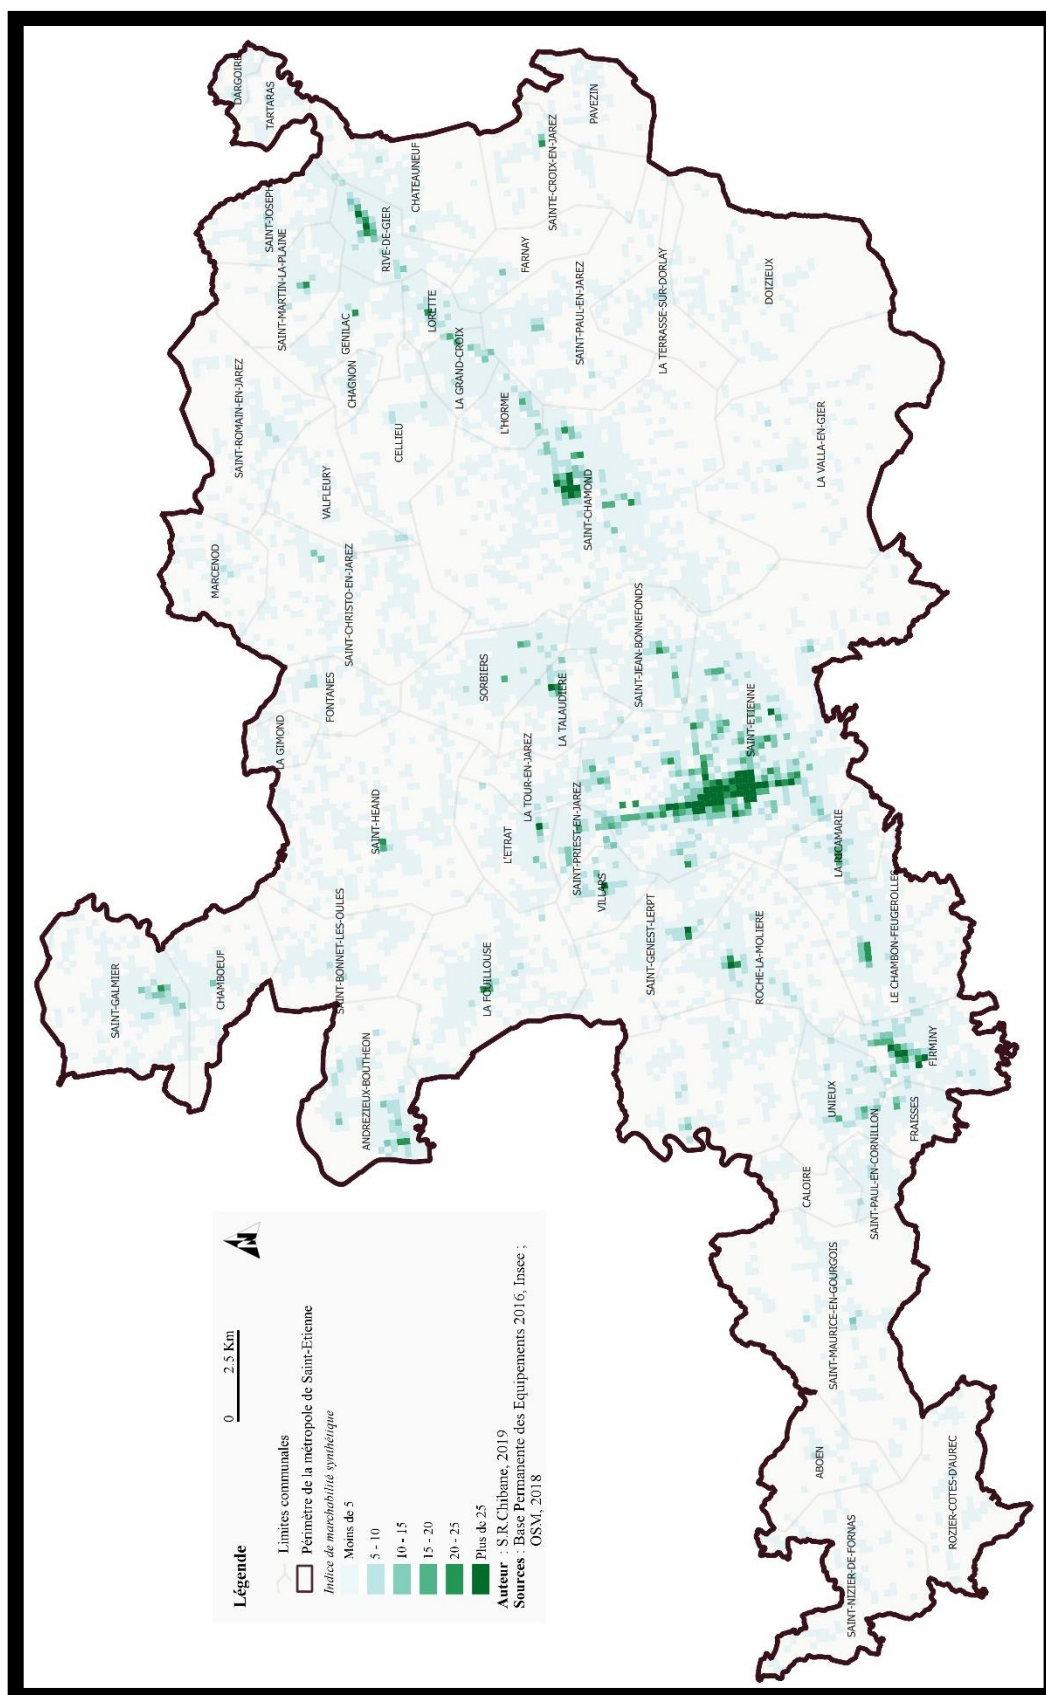 SAINT-GALMIER
CHAMBOEUF
ANDREZIEUX-BOUTHEON
SAINT-BONNET-LES-OULES
LA GIMOND
FONTANES
MARCENOD
SAINT-CHRISTO-EN-JAREZ
VALFLEURY
SAINT-ROMAIN-EN-JAREZ
SAINT-MARTIN-LA-PLAINE
SAINT-JOSEPH
TARTARAS
DARGOIRE
SAINT-HEAND
CELLIEU
CHAGNON
GENILAC
RIVE-DE-GIER
CHATEAUNEUF
LA FOUILLOUSE
L'ETRAT
LA TOUR-EN-JAREZ
SORBIERS
LA TALAUDIERE
L'HORME
LA GRAND-CROIX
LORETTE
FARNAY
SAINTE-CROIX-EN-JAREZ
PAVEZIN
VILLARS
SAINT-PRIEST-EN-JAREZ
SAINT-JEAN-BONNEFONDS
SAINT-CHAMOND
SAINT-PAUL-EN-JAREZ
LA TERRASSE-SUR-DORLAY
SAINT-GENEST-LERPT
ROCHE-LA-MOLIERE
SAINT-ETIENNE
LA VALLA-EN-GIER
DOIZIEUX
SAINT-NIZIER-DE-FORNAS
ABOEN
ROZIER-COTES-D'AUREC
SAINT-MAURICE-EN-GOURGOIS
CALOIRE
SAINT-PAUL-EN-CORNILLON
UNIEUX
FRAISSES
FIRMINY
LE CHAMBON-FEUGEROLLES
LA RICAMARIE
Légende
0 2.5 Km
N
Limites communales
Périmètre de la métropole de Saint-Etienne
Indice de marchabilité synthétique
Moins de 5
5 - 10
10 - 15
15 - 20
20 - 25
Plus de 25
Auteur : S.R.Chibane, 2019
Sources : Base Permanente des Equipements 2016, Insee ;
OSM, 2018